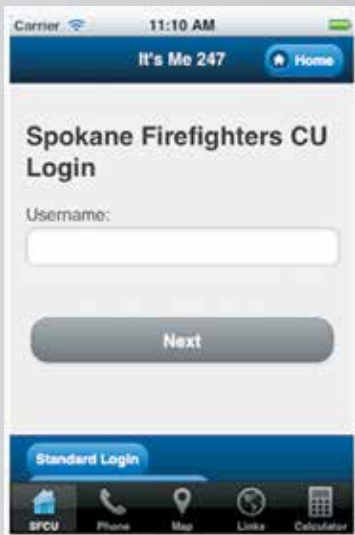 Carrier 11:10 AM
It's Me 247 Home
Spokane Firefighters CU
Login
Username:
Next
Standard Login
SFCU Phone Map Links Calculator